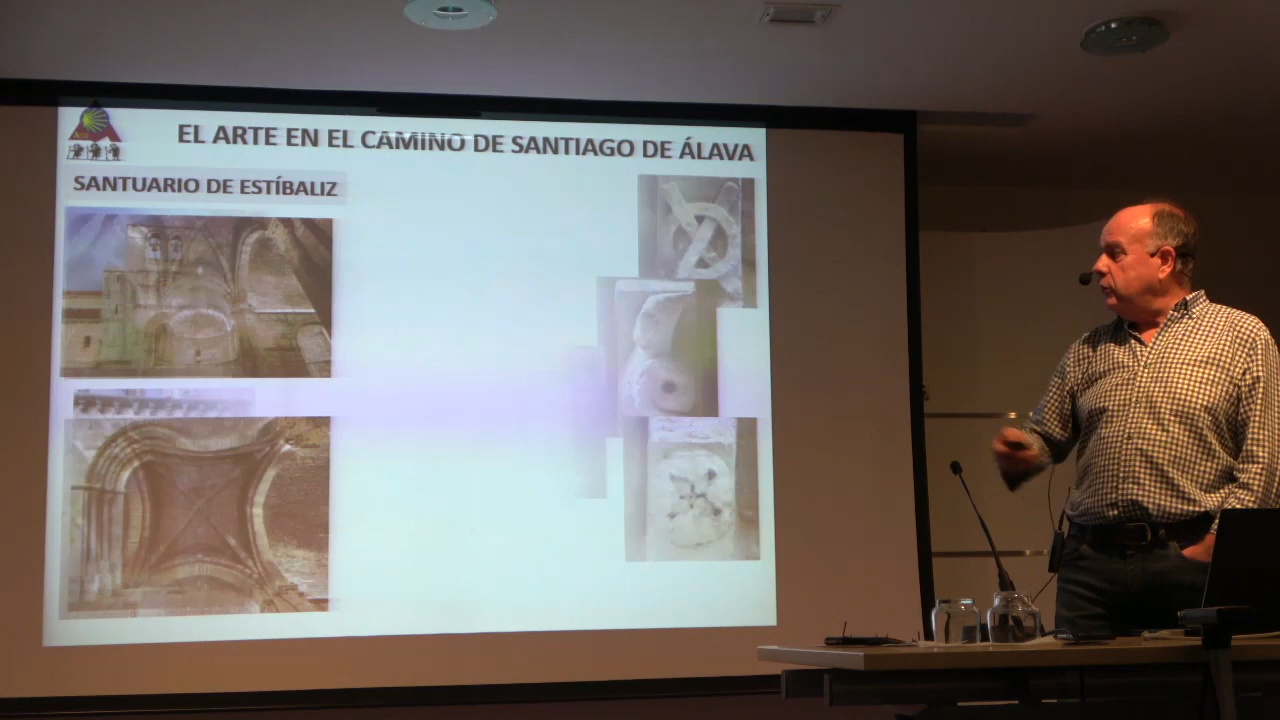 EL ARTE EN EL CAMINO DE SANTIAGO DE ÁLAVA
SANTUARIO DE ESTÍBALIZ